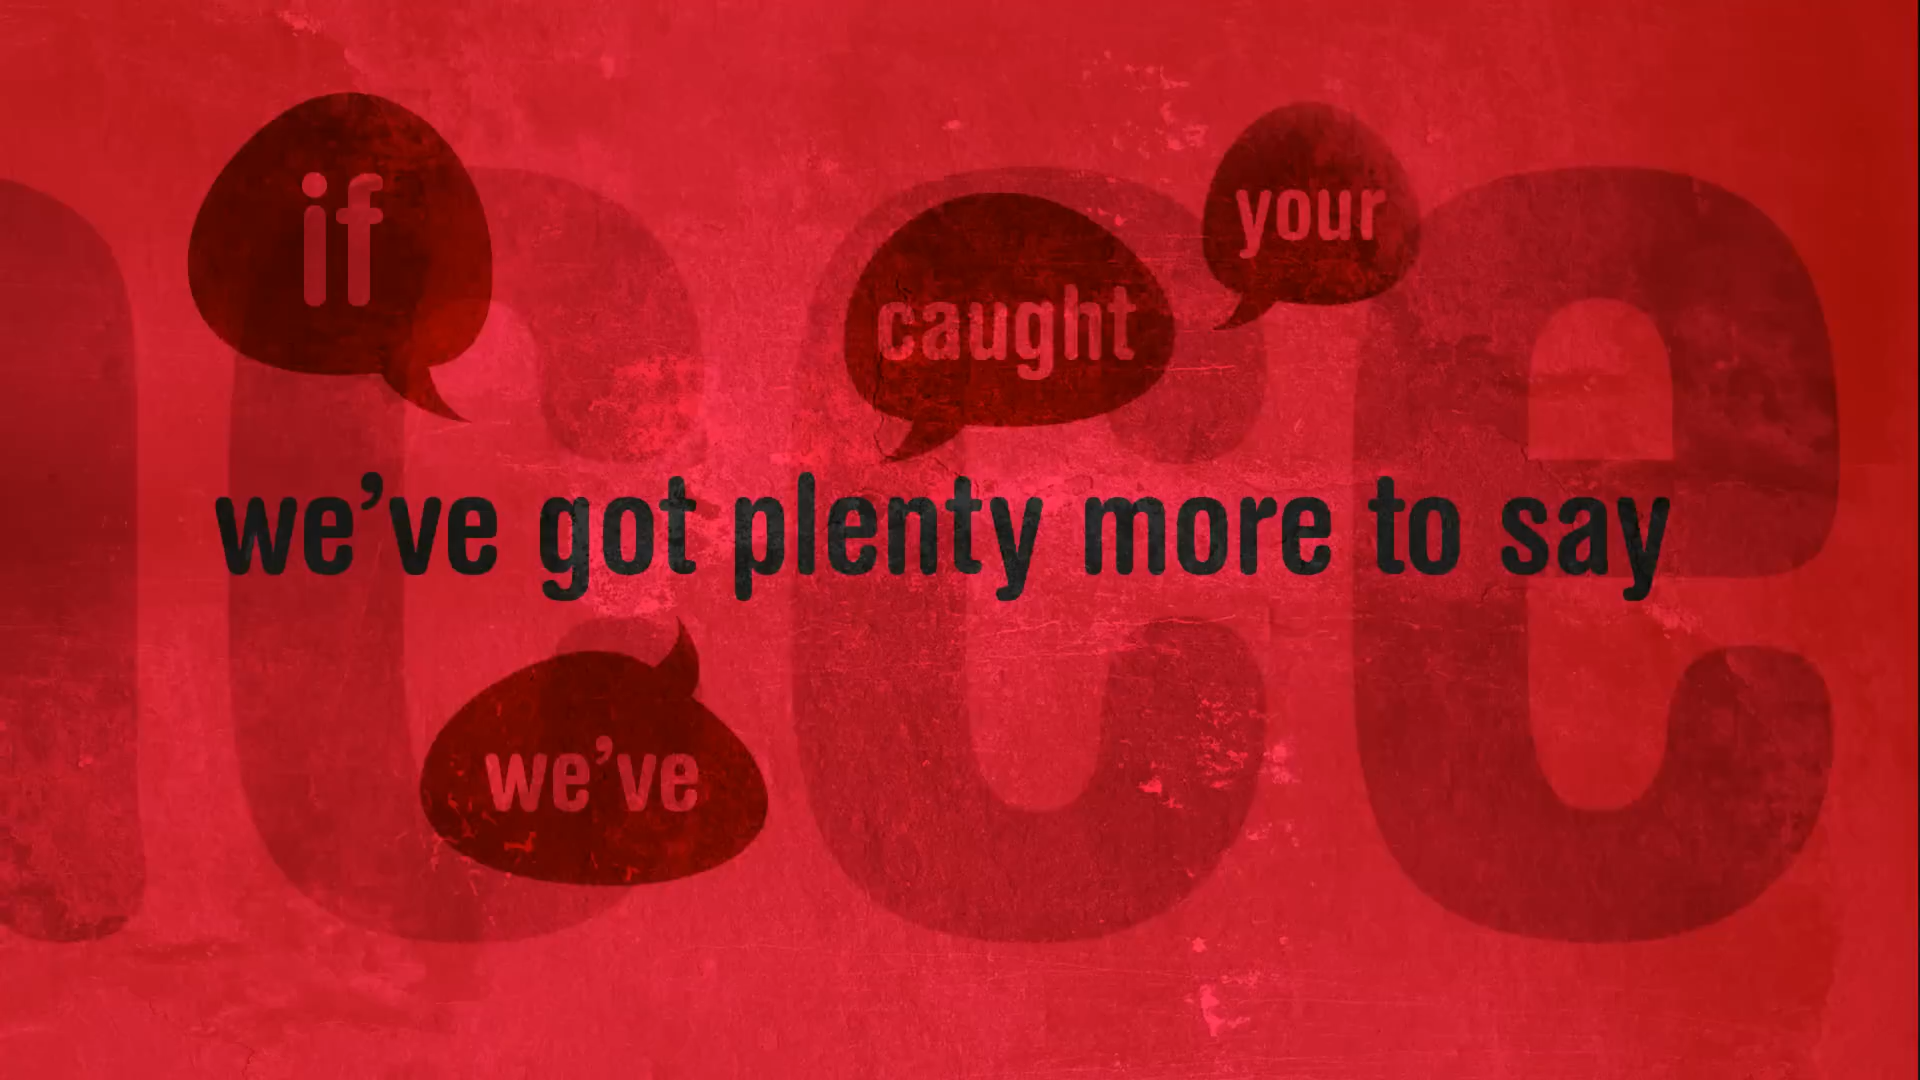 if
caught
your
we've got plenty more to say
we've